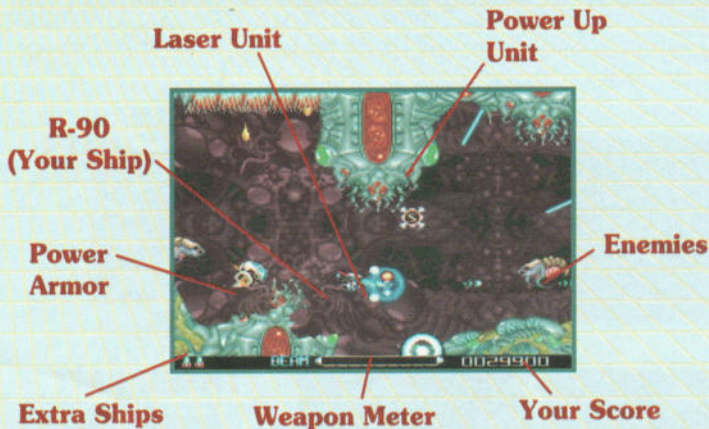 Laser Unit
Power Up
Unit
R-90
(Your Ship)
Power
Armor
Enemies
S
BEAM
0029900
Extra Ships
Weapon Meter
Your Score